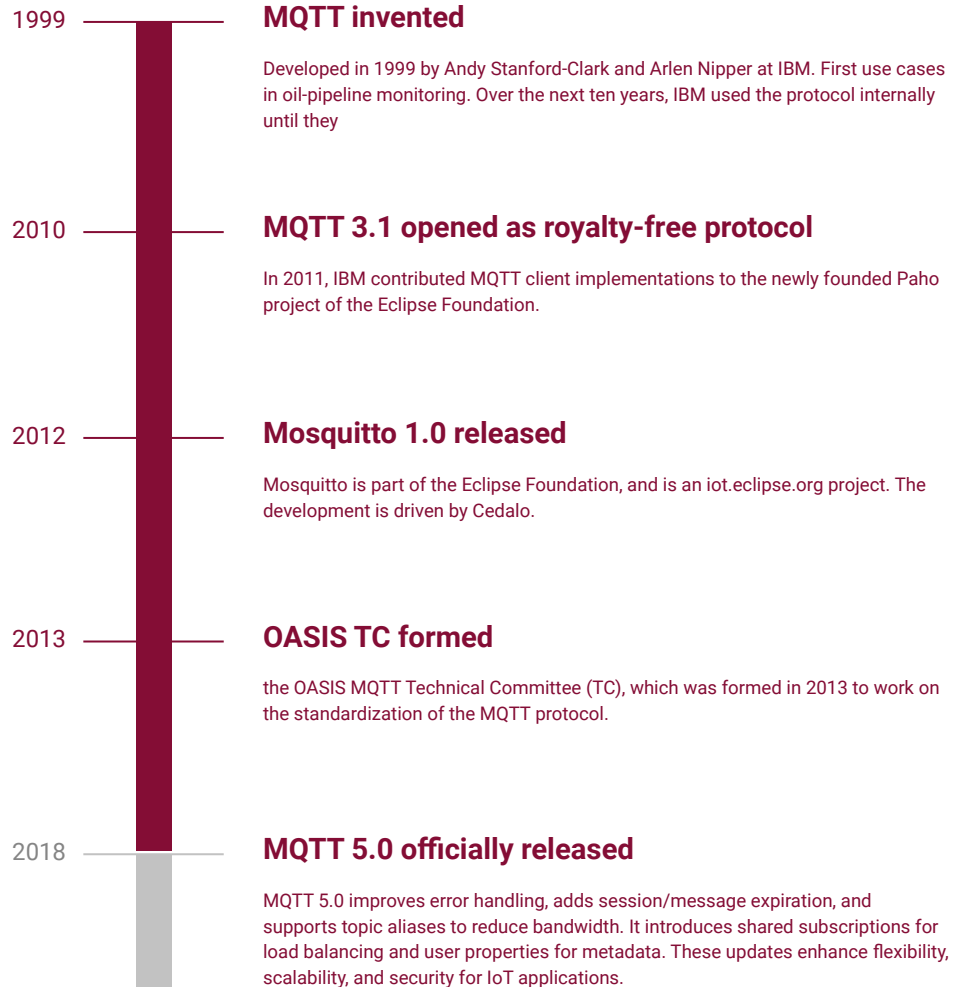 1999
MQTT invented
Developed in 1999 by Andy Stanford-Clark and Arlen Nipper at IBM. First use cases
in oil-pipeline monitoring. Over the next ten years, IBM used the protocol internally
until they
2010
MQTT 3.1 opened as royalty-free protocol
In 2011, IBM contributed MQTT client implementations to the newly founded Paho
project of the Eclipse Foundation.
2012
Mosquitto 1.0 released
Mosquitto is part of the Eclipse Foundation, and is an iot.eclipse.org project. The
development is driven by Cedalo.
2013
OASIS TC formed
the OASIS MQTT Technical Committee (TC), which was formed in 2013 to work on
the standardization of the MQTT protocol.
2018
MQTT 5.0 officially released
MQTT 5.0 improves error handling, adds session/message expiration, and
supports topic aliases to reduce bandwidth. It introduces shared subscriptions for
load balancing and user properties for metadata. These updates enhance flexibility,
scalability, and security for IoT applications.